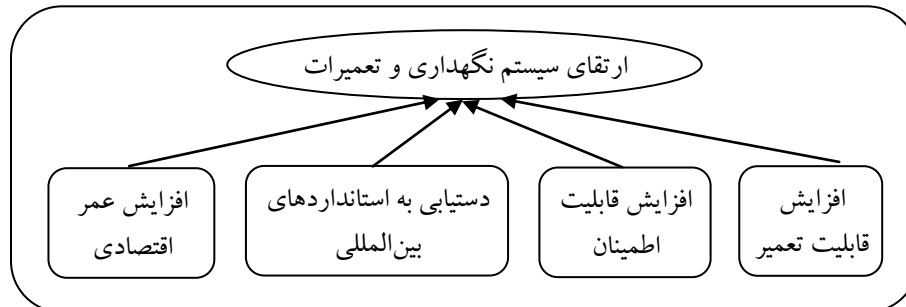 ارتقای سیستم نگهداری و تعمیرات
افزایش
قابلیت تعمیر
افزایش قابلیت
اطمینان
دستیابی به استانداردهای
بین‌المللی
افزایش عمر
اقتصادی